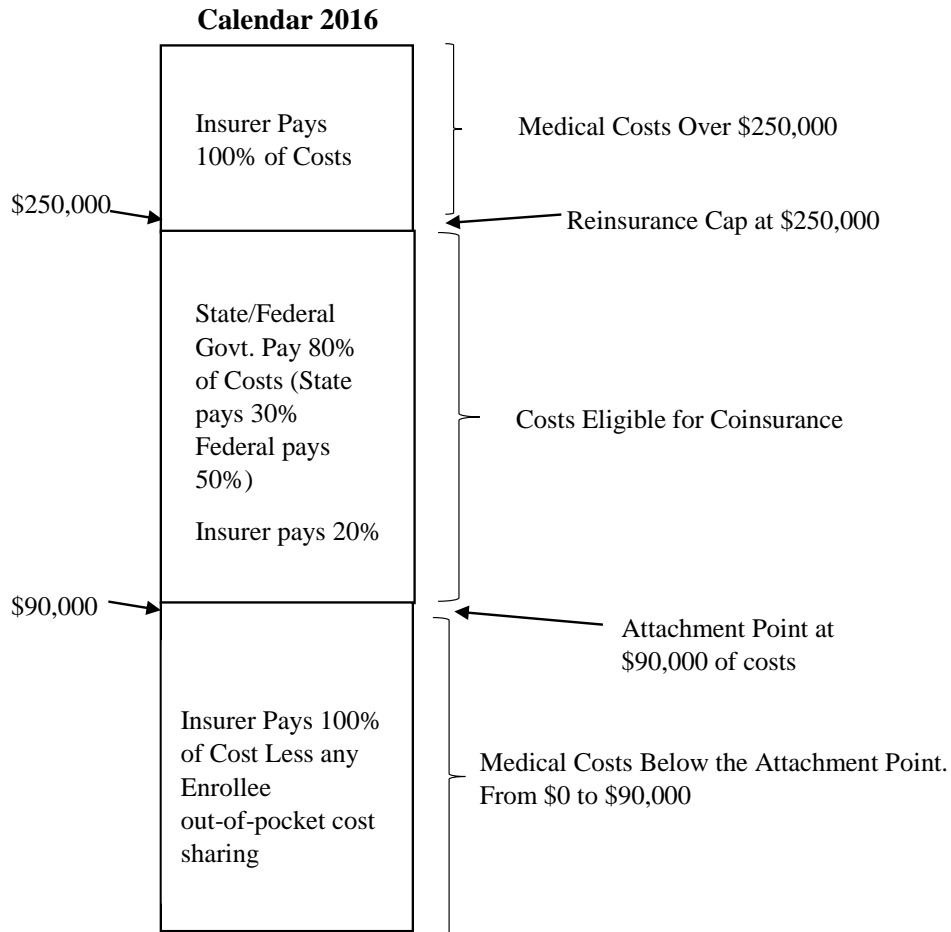 Calendar 2016
Insurer Pays
100% of Costs
Medical Costs Over $250,000
$250,000
Reinsurance Cap at $250,000
State/Federal
Govt. Pay 80%
of Costs (State
pays 30%
Federal pays
50%)
Insurer pays 20%
Costs Eligible for Coinsurance
$90,000
Attachment Point at
$90,000 of costs
Insurer Pays 100%
of Cost Less any
Enrollee
out-of-pocket cost
sharing
Medical Costs Below the Attachment Point.
From $0 to $90,000